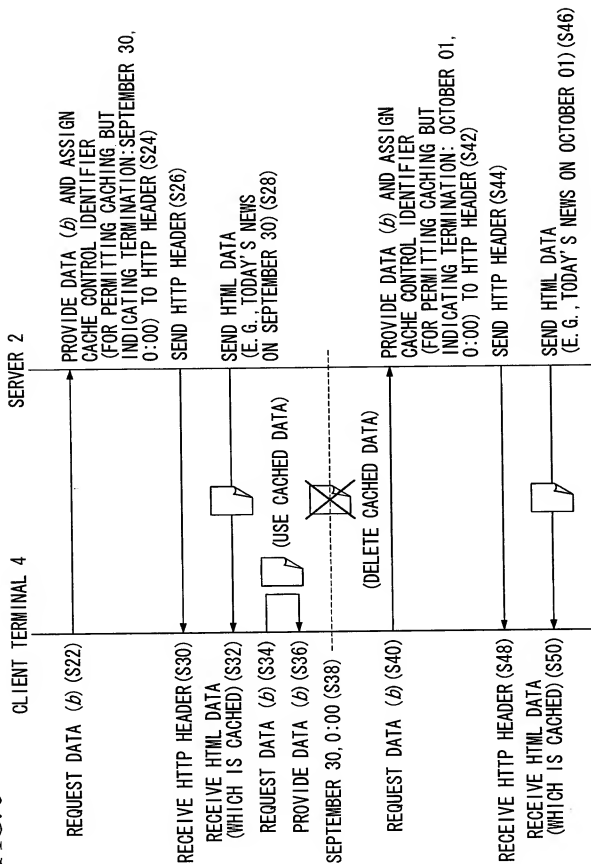 CLIENT TERMINAL 4
SERVER 2
REQUEST DATA (b) (S22)
PROVIDE DATA (b) AND ASSIGN
CACHE CONTROL IDENTIFIER
(FOR PERMITTING CACHING BUT
INDICATING TERMINATION:SEPTEMBER 30,
0:00) TO HTTP HEADER (S24)
SEND HTTP HEADER (S26)
RECEIVE HTTP HEADER (S30)
SEND HTML DATA
(E.G., TODAY'S NEWS
ON SEPTEMBER 30) (S28)
RECEIVE HTML DATA
(WHICH IS CACHED) (S32)
REQUEST DATA (b) (S34)
(USE CACHED DATA)
PROVIDE DATA (b) (S36)
SEPTEMBER 30, 0:00 (S38)
(DELETE CACHED DATA)
REQUEST DATA (b) (S40)
PROVIDE DATA (b) AND ASSIGN
CACHE CONTROL IDENTIFIER
(FOR PERMITTING CACHING BUT
INDICATING TERMINATION: OCTOBER 01,
0:00) TO HTTP HEADER (S42)
SEND HTTP HEADER (S44)
RECEIVE HTTP HEADER (S48)
SEND HTML DATA
(E.G., TODAY'S NEWS ON OCTOBER 01) (S46)
RECEIVE HTML DATA
(WHICH IS CACHED) (S50)